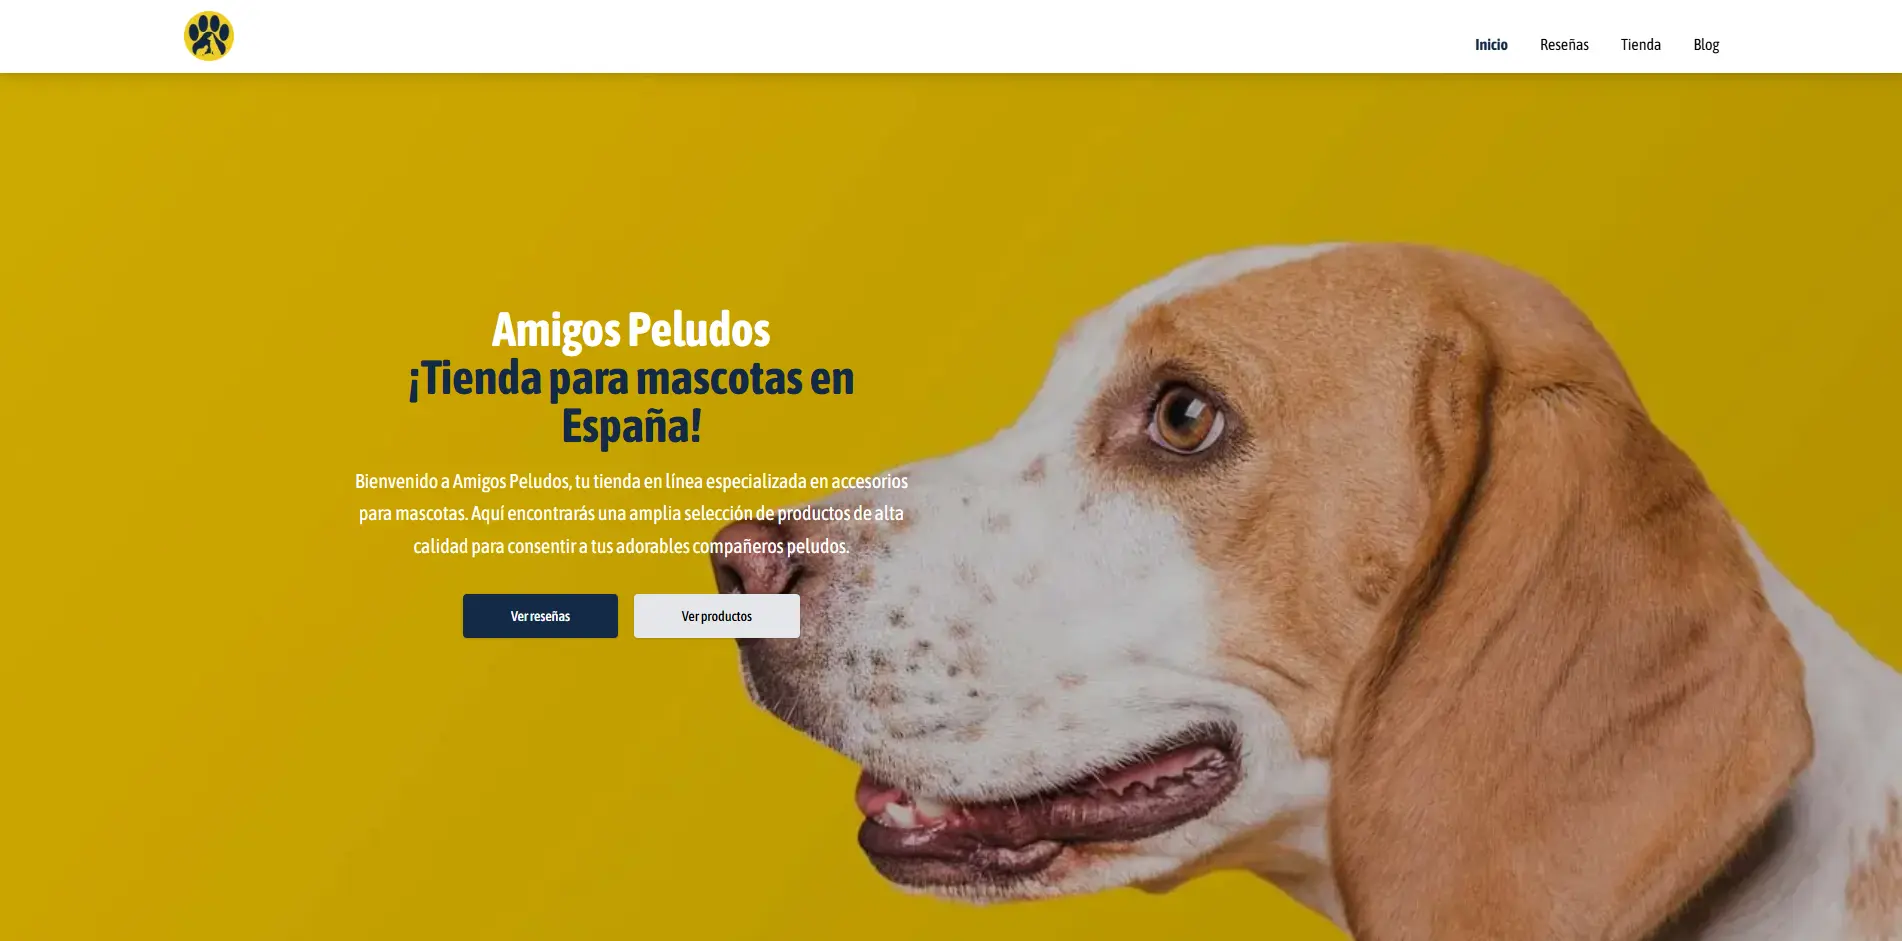 Inicio
Reseñas
Tienda
Blog
Amigos Peludos
¡Tienda para mascotas en
España!
Bienvenido a Amigos Peludos, tu tienda en línea especializada en accesorios
para mascotas. Aquí encontrarás una amplia selección de productos de alta
calidad para consentir a tus adorables compañeros peludos.
Ver reseñas
Ver productos